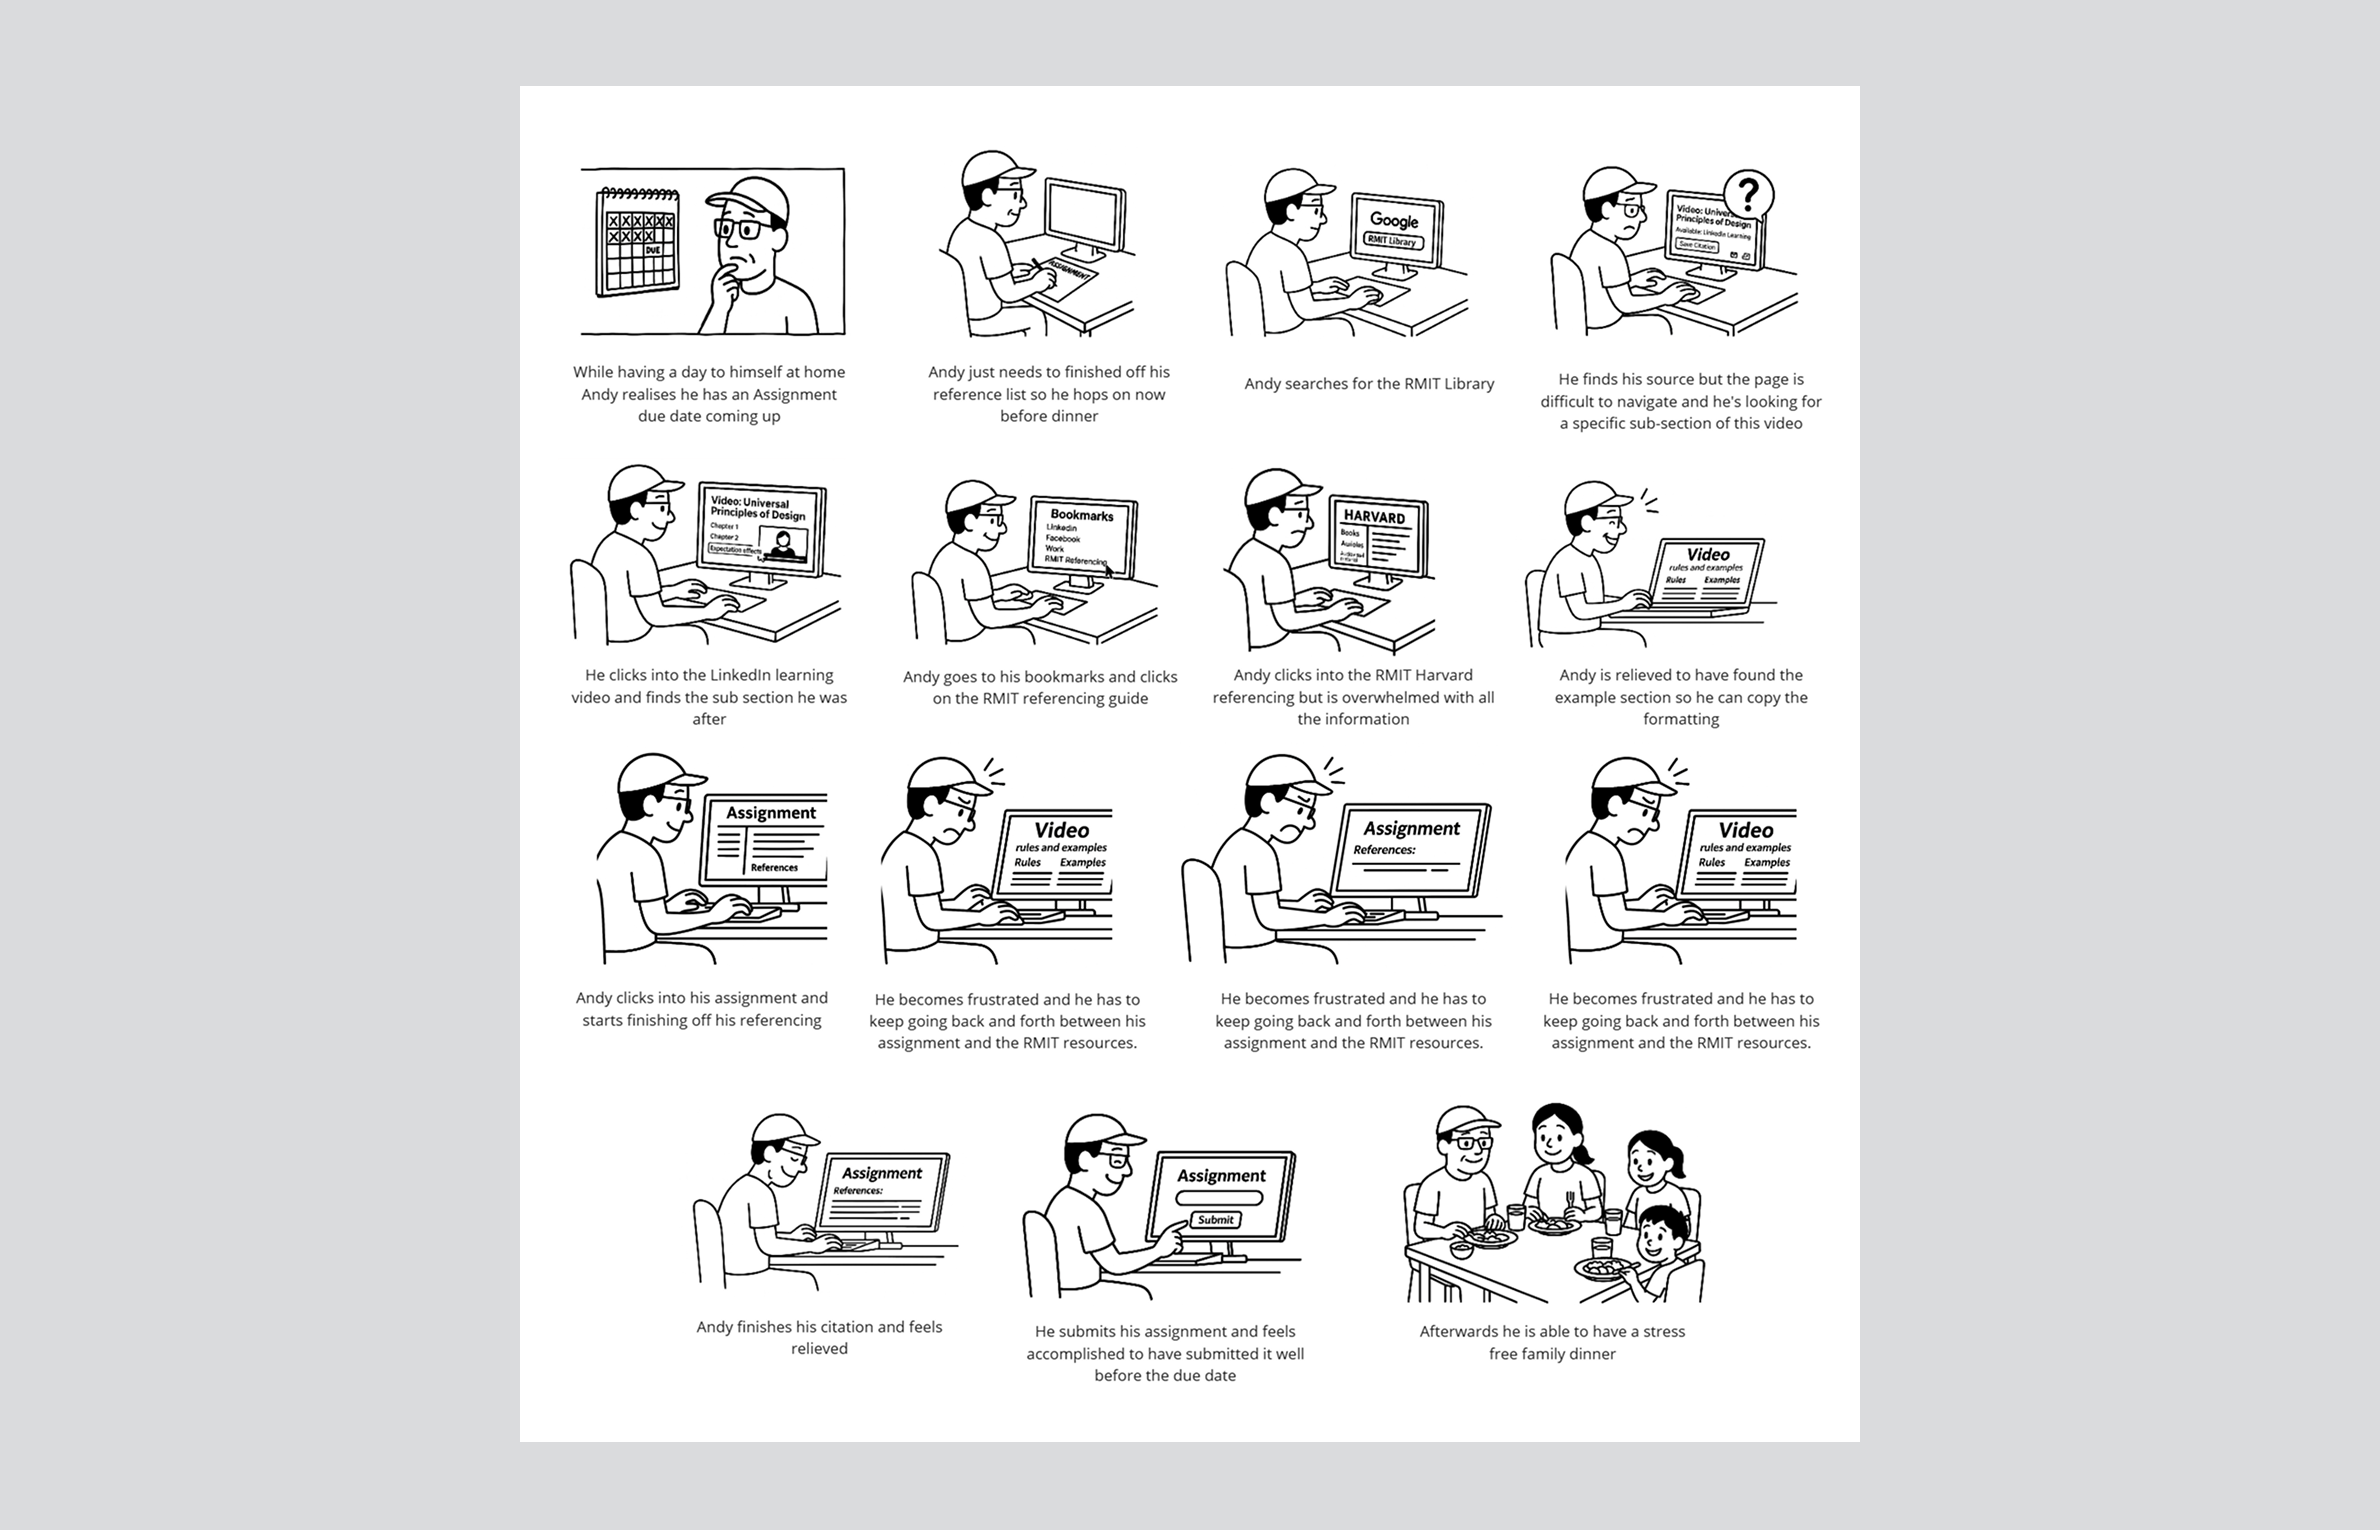 DUE
While having a day to himself at home
Andy realises he has an Assignment
due date coming up
ASSIGNMENT
Andy just needs to finished off his
reference list so he hops on now
before dinner
Google
RMIT Library
Andy searches for the RMIT Library
?
Video: Univers
Principles of Design
Available: LinkedIn Learning
Save Citation
He finds his source but the page is
difficult to navigate and he's looking for
a specific sub-section of this video
Video: Universal
Principles of Design
Chapter 1
Chapter 2
Expectation effects
He clicks into the LinkedIn learning
video and finds the sub section he was
after
Bookmarks
Linkedin
Facebook
Work
RMIT Referencing
Andy goes to his bookmarks and clicks
on the RMIT referencing guide
HARVARD
Books
Andy clicks into the RMIT Harvard
referencing but is overwhelmed with all
the information
Video
rules and examples
Rules Examples
Andy is relieved to have found the
example section so he can copy the
formatting
Assignment
References
Andy clicks into his assignment and
starts finishing off his referencing
Video
rules and examples
Rules Examples
He becomes frustrated and he has to
keep going back and forth between his
assignment and the RMIT resources.
Assignment
References:
He becomes frustrated and he has to
keep going back and forth between his
assignment and the RMIT resources.
Video
rules and examples
Rules Examples
He becomes frustrated and he has to
keep going back and forth between his
assignment and the RMIT resources.
Assignment
References:
Andy finishes his citation and feels
relieved
Assignment
Submit
He submits his assignment and feels
accomplished to have submitted it well
before the due date
Afterwards he is able to have a stress
free family dinner